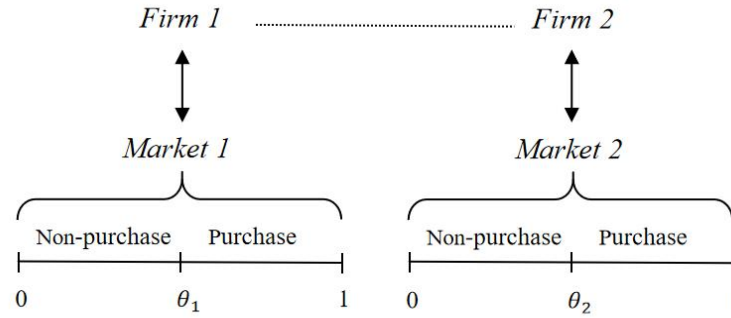 Firm 1 Firm 2
Market 1 Market 2
Non-purchase Purchase Non-purchase Purchase
0 θ₁ 1 0 θ₂